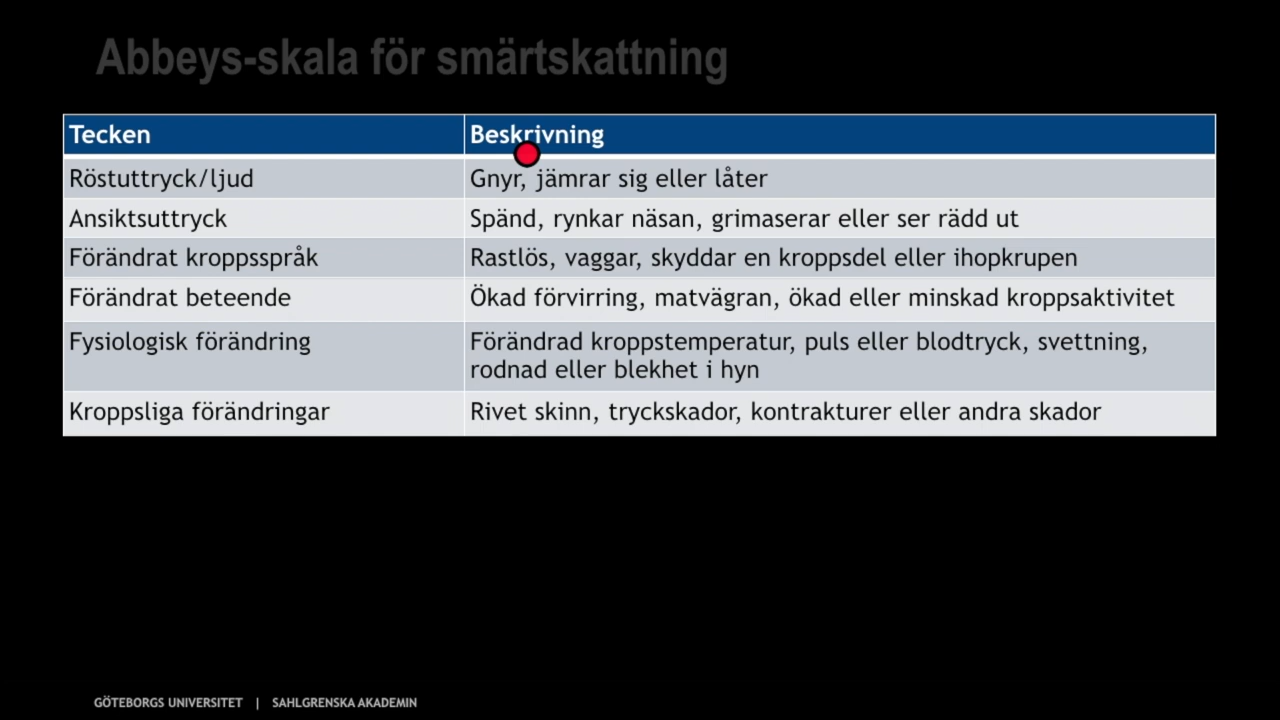 Abbeys-skala för smärtskattning
Tecken Beskrivning
Röstuttryck/ljud Gnyr, jämrar sig eller låter
Ansiktsuttryck Spänd, rynkar näsan, grimaserar eller ser rädd ut
Förändrat kroppsspråk Rastlös, vaggar, skyddar en kroppsdel eller ihopkrupen
Förändrat beteende Ökad förvirring, matvägran, ökad eller minskad kroppsaktivitet
Fysiologisk förändring Förändrad kroppstemperatur, puls eller blodtryck, svettning,
rodnad eller blekhet i hyn
Kroppsliga förändringar Rivet skinn, tryckskador, kontrakturer eller andra skador
GÖTEBORGS UNIVERSITET | SAHLGRENSKA AKADEMIN